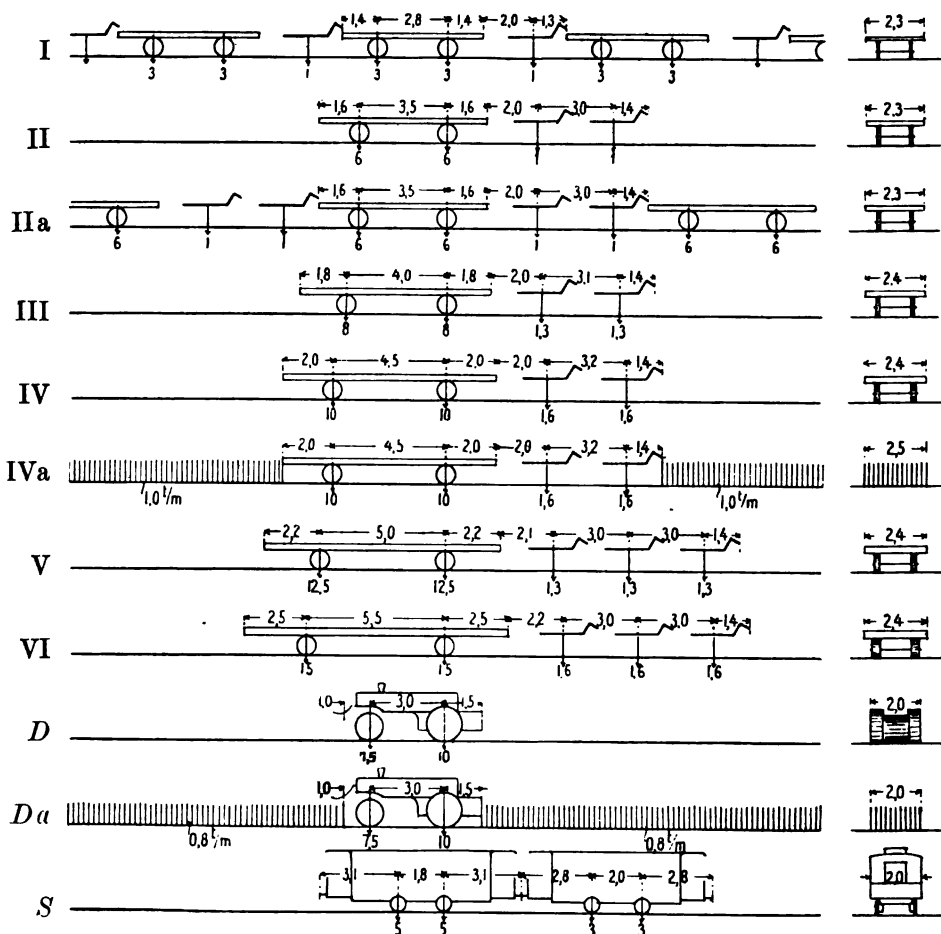 1,4 2,8 1,4 2,0 1,3 2,3
I
3 3 1 3 3 1 3 3
1,6 3,5 1,6 2,0 3,0 1,4 2,3
II
6 6 1 1
1,6 3,5 1,6 2,0 3,0 1,4 2,3
IIa
6 1 1 6 6 1 1 6 6
1,8 4,0 1,8 2,0 3,1 1,4 2,4
III
8 8 1,3 1,3
2,0 4,5 2,0 2,0 3,2 1,4 2,4
IV
10 10 1,6 1,6
2,0 4,5 2,0 2,0 3,2 1,4 2,5
IVa
1,0 t/m 10 10 1,6 1,6 1,0 t/m
2,2 5,0 2,2 2,1 3,0 3,0 1,4 2,4
V
12,5 12,5 1,3 1,3 1,3
2,5 5,5 2,5 2,2 3,0 3,0 1,4 2,4
VI
15 15 1,6 1,6 1,6
1,0 3,0 1,5 2,0
D
7,5 10
1,0 3,0 1,5 2,0
Da
0,8 t/m 7,5 10 0,8 t/m
3,1 1,8 3,1 2,8 2,0 2,8 2,0
S
5 5 3 3